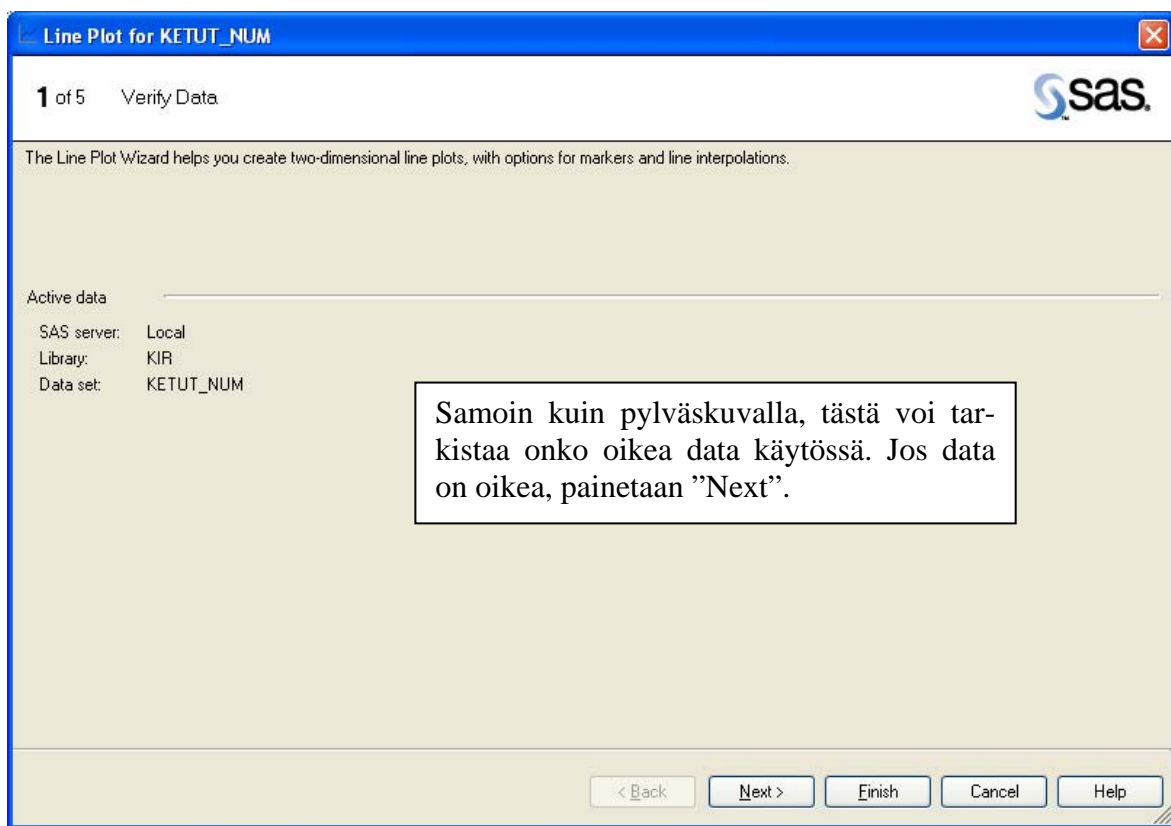 Line Plot for KETUT_NUM
1 of 5 Verify Data
sas.
TM
The Line Plot Wizard helps you create two-dimensional line plots, with options for markers and line interpolations.
Active data
SAS server: Local
Library: KIR
Data set: KETUT_NUM
Samoin kuin pylväskuvalla, tästä voi tar-
kistaa onko oikea data käytössä. Jos data
on oikea, painetaan ”Next”.
< Back Next > Finish Cancel Help